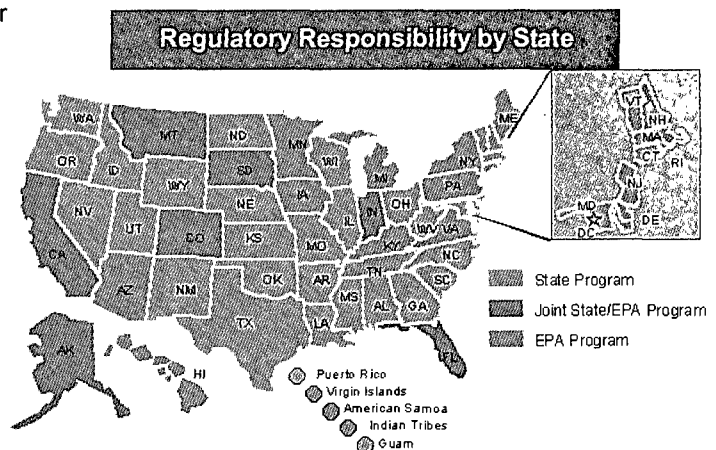 r
Regulatory Responsibility by State
WA
MT
ND
MN
ME
OR
ID
SD
WI
NY
WY
MI
IA
PA
NV
NE
IL
IN
OH
UT
CO
WV
VA
CA
KS
MO
KY
NC
TN
AZ
NM
OK
AR
SC
MS
AL
GA
TX
LA
FL
AK
HI
VT
NH
MA
CT
RI
NJ
MD
DE
DC
State Program
Joint State/EPA Program
EPA Program
Puerto Rico
Virgin Islands
American Samoa
Indian Tribes
Guam